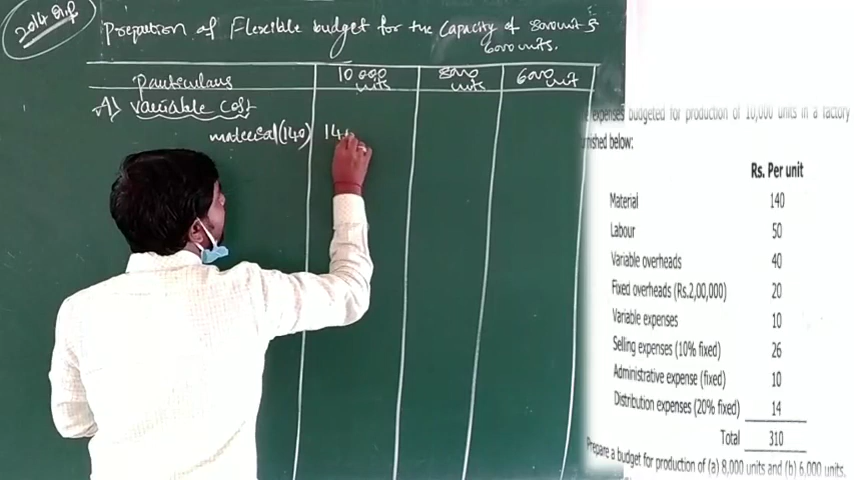 Prepration of Flexible budget for the Capacity of 8000 units
6000 units.
Particulars 10,000 units 8000 units 6000 unit
A) Variable Cost
material (140) 140
expenses budgeted for production of 10,000 units in a factory
nished below:
Rs. Per unit
Material 140
Labour 50
Variable overheads 40
Fixed overheads (Rs.2,00,000) 20
Variable expenses 10
Selling expenses (10% fixed) 26
Administrative expense (fixed) 10
Distribution expenses (20% fixed) 14
Total 310
Prepare a budget for production of (a) 8,000 units and (b) 6,000 units.